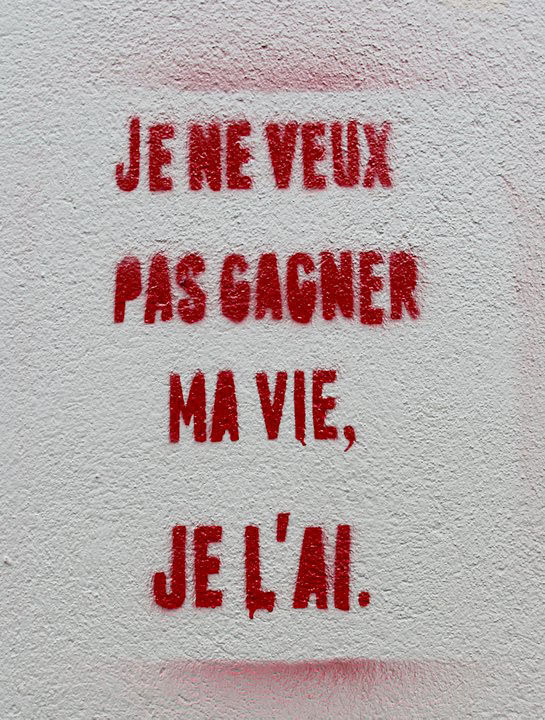 JE NE VEUX
PAS GAGNER
MA VIE,
JE L'AI.